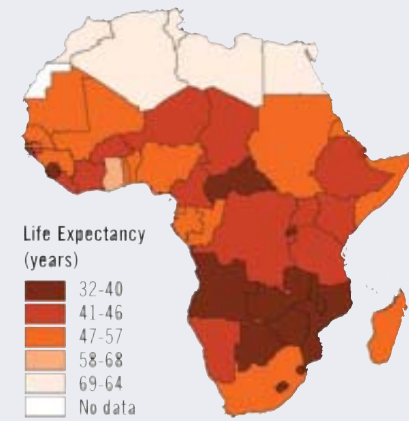 Life Expectancy
(years)
32-40
41-46
47-57
58-68
69-64
No data